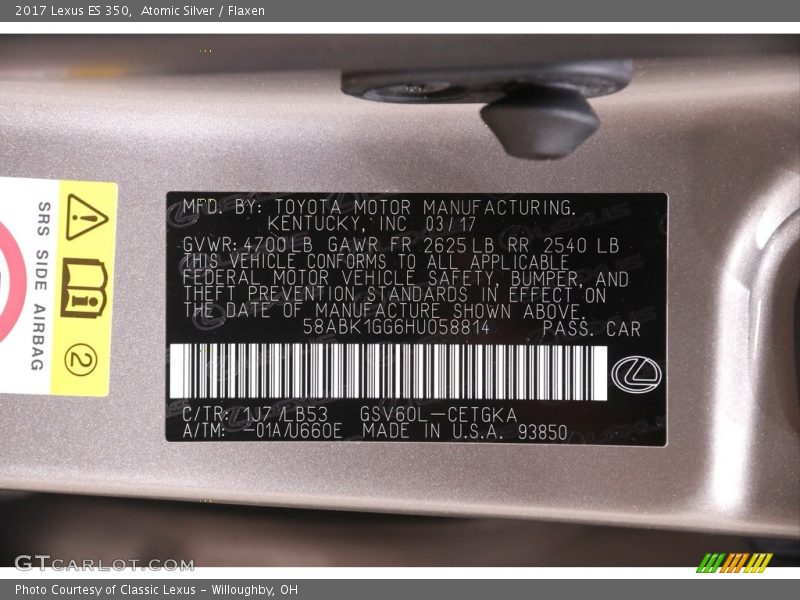 2017 Lexus ES 350,  Atomic Silver / Flaxen
SRS SIDE AIRBAG
2
MFD. BY: TOYOTA MOTOR MANUFACTURING,
KENTUCKY, INC 03/17
GVWR: 4700 LB GAWR FR 2625 LB RR 2540 LB
THIS VEHICLE CONFORMS TO ALL APPLICABLE
FEDERAL MOTOR VEHICLE SAFETY, BUMPER, AND
THEFT PREVENTION STANDARDS IN EFFECT ON
THE DATE OF MANUFACTURE SHOWN ABOVE.
58ABK1GG6HU058814 PASS. CAR
C/TR: 1J7/LB53 GSV60L-CETGKA
A/TM: -01A/U660E MADE IN U.S.A. 93850
GTCARLOT.COM
Photo Courtesy of Classic Lexus - Willoughby, OH